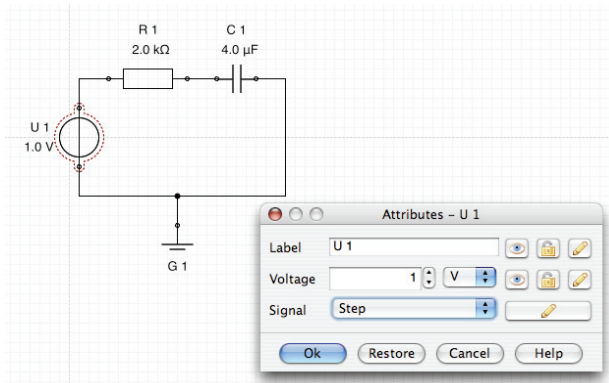 R 1
2.0 kΩ
C 1
4.0 µF
U 1
1.0 V
G 1
Attributes – U 1
Label U 1
Voltage 1 V
Signal Step
Ok Restore Cancel Help